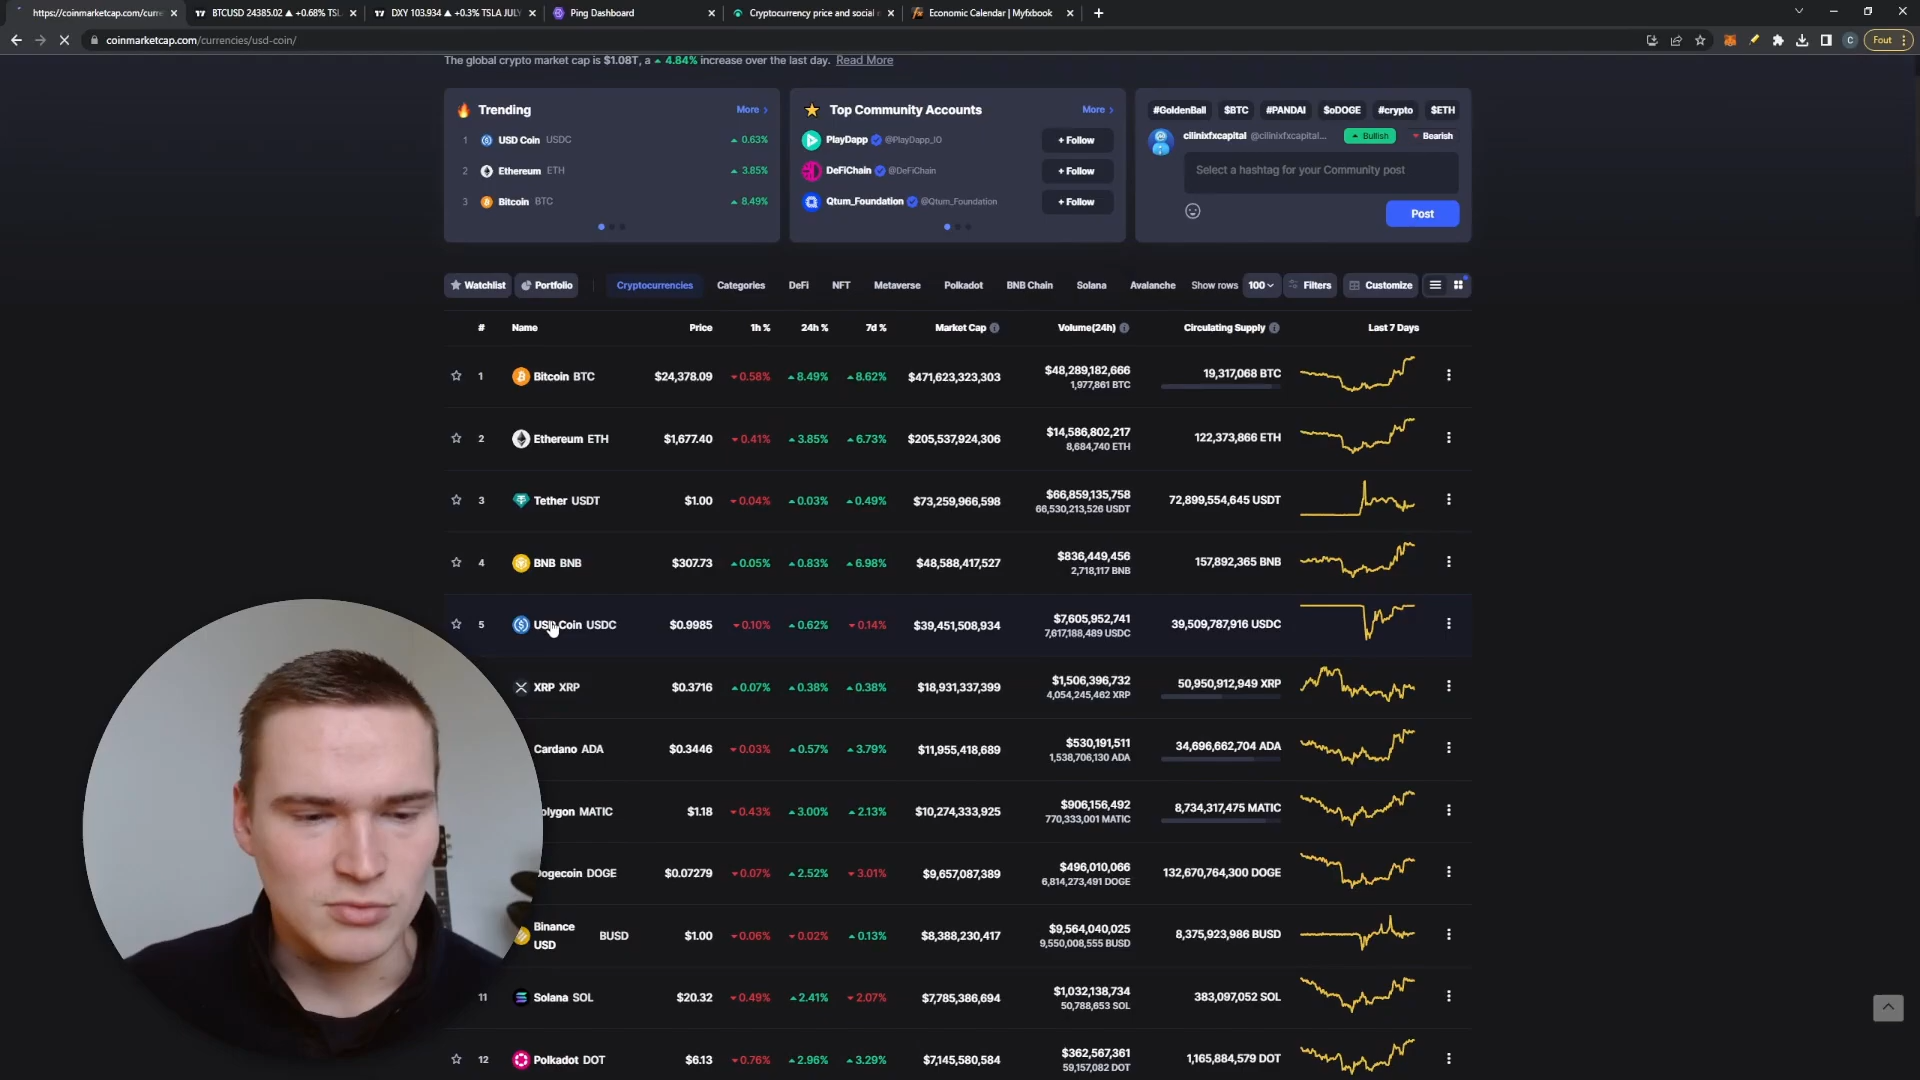 https://coinmarketcap.com/curre
BTCUSD 24385.02 ▲ +0.68% TSL
DXY 103.934 ▲ +0.3% TSLA JULY
Ping Dashboard
Cryptocurrency price and social
Economic Calendar | Myfxbook
coinmarketcap.com/currencies/usd-coin/
C
Fout
The global crypto market cap is $1.08T, a ▲ 4.84% increase over the last day. Read More
Trending
More >
1 USD Coin USDC ▲ 0.63%
2 Ethereum ETH ▲ 3.85%
3 Bitcoin BTC ▲ 8.49%
Top Community Accounts
More >
PlayDapp @PlayDapp_IO + Follow
DeFiChain @DeFiChain + Follow
Qtum_Foundation @Qtum_Foundation + Follow
#GoldenBall $BTC #PANDAI $oDOGE #crypto $ETH
cilinixfxcapital @cilinixfxcapital... ▲ Bullish ▼ Bearish
Select a hashtag for your Community post
Post
Watchlist Portfolio Cryptocurrencies Categories DeFi NFT Metaverse Polkadot BNB Chain Solana Avalanche Show rows 100 Filters Customize
# Name Price 1h % 24h % 7d % Market Cap Volume(24h) Circulating Supply Last 7 Days
1 Bitcoin BTC $24,378.09 ▼0.58% ▲8.49% ▲8.62% $471,623,323,303 $48,289,182,666 19,317,068 BTC
1,977,861 BTC
2 Ethereum ETH $1,677.40 ▼0.41% ▲3.85% ▲6.73% $205,537,924,306 $14,586,802,217 122,373,866 ETH
8,684,740 ETH
3 Tether USDT $1.00 ▼0.04% ▲0.03% ▲0.49% $73,259,966,598 $66,859,135,758 72,899,554,645 USDT
66,530,213,526 USDT
4 BNB BNB $307.73 ▲0.05% ▲0.83% ▲6.98% $48,588,417,527 $836,449,456 157,892,365 BNB
2,718,117 BNB
5 USD Coin USDC $0.9985 ▼0.10% ▲0.62% ▼0.14% $39,451,508,934 $7,605,952,741 39,509,787,916 USDC
7,617,188,489 USDC
XRP XRP $0.3716 ▲0.07% ▲0.38% ▲0.38% $18,931,337,399 $1,506,396,732 50,950,912,949 XRP
4,054,245,462 XRP
Cardano ADA $0.3446 ▼0.03% ▲0.57% ▲3.79% $11,955,418,689 $530,191,511 34,696,662,704 ADA
1,538,706,130 ADA
olygon MATIC $1.18 ▼0.43% ▲3.00% ▲2.13% $10,274,333,925 $906,156,492 8,734,317,475 MATIC
770,333,001 MATIC
ogecoin DOGE $0.07279 ▼0.07% ▲2.52% ▼3.01% $9,657,087,389 $496,010,066 132,670,764,300 DOGE
6,814,273,491 DOGE
Binance USD BUSD $1.00 ▼0.06% ▼0.02% ▲0.13% $8,388,230,417 $9,564,040,025 8,375,923,986 BUSD
9,550,008,555 BUSD
11 Solana SOL $20.32 ▼0.49% ▲2.41% ▼2.07% $7,785,386,694 $1,032,138,734 383,097,052 SOL
50,788,653 SOL
12 Polkadot DOT $6.13 ▼0.76% ▲2.96% ▲3.29% $7,145,580,584 $362,567,361 1,165,884,579 DOT
59,157,082 DOT